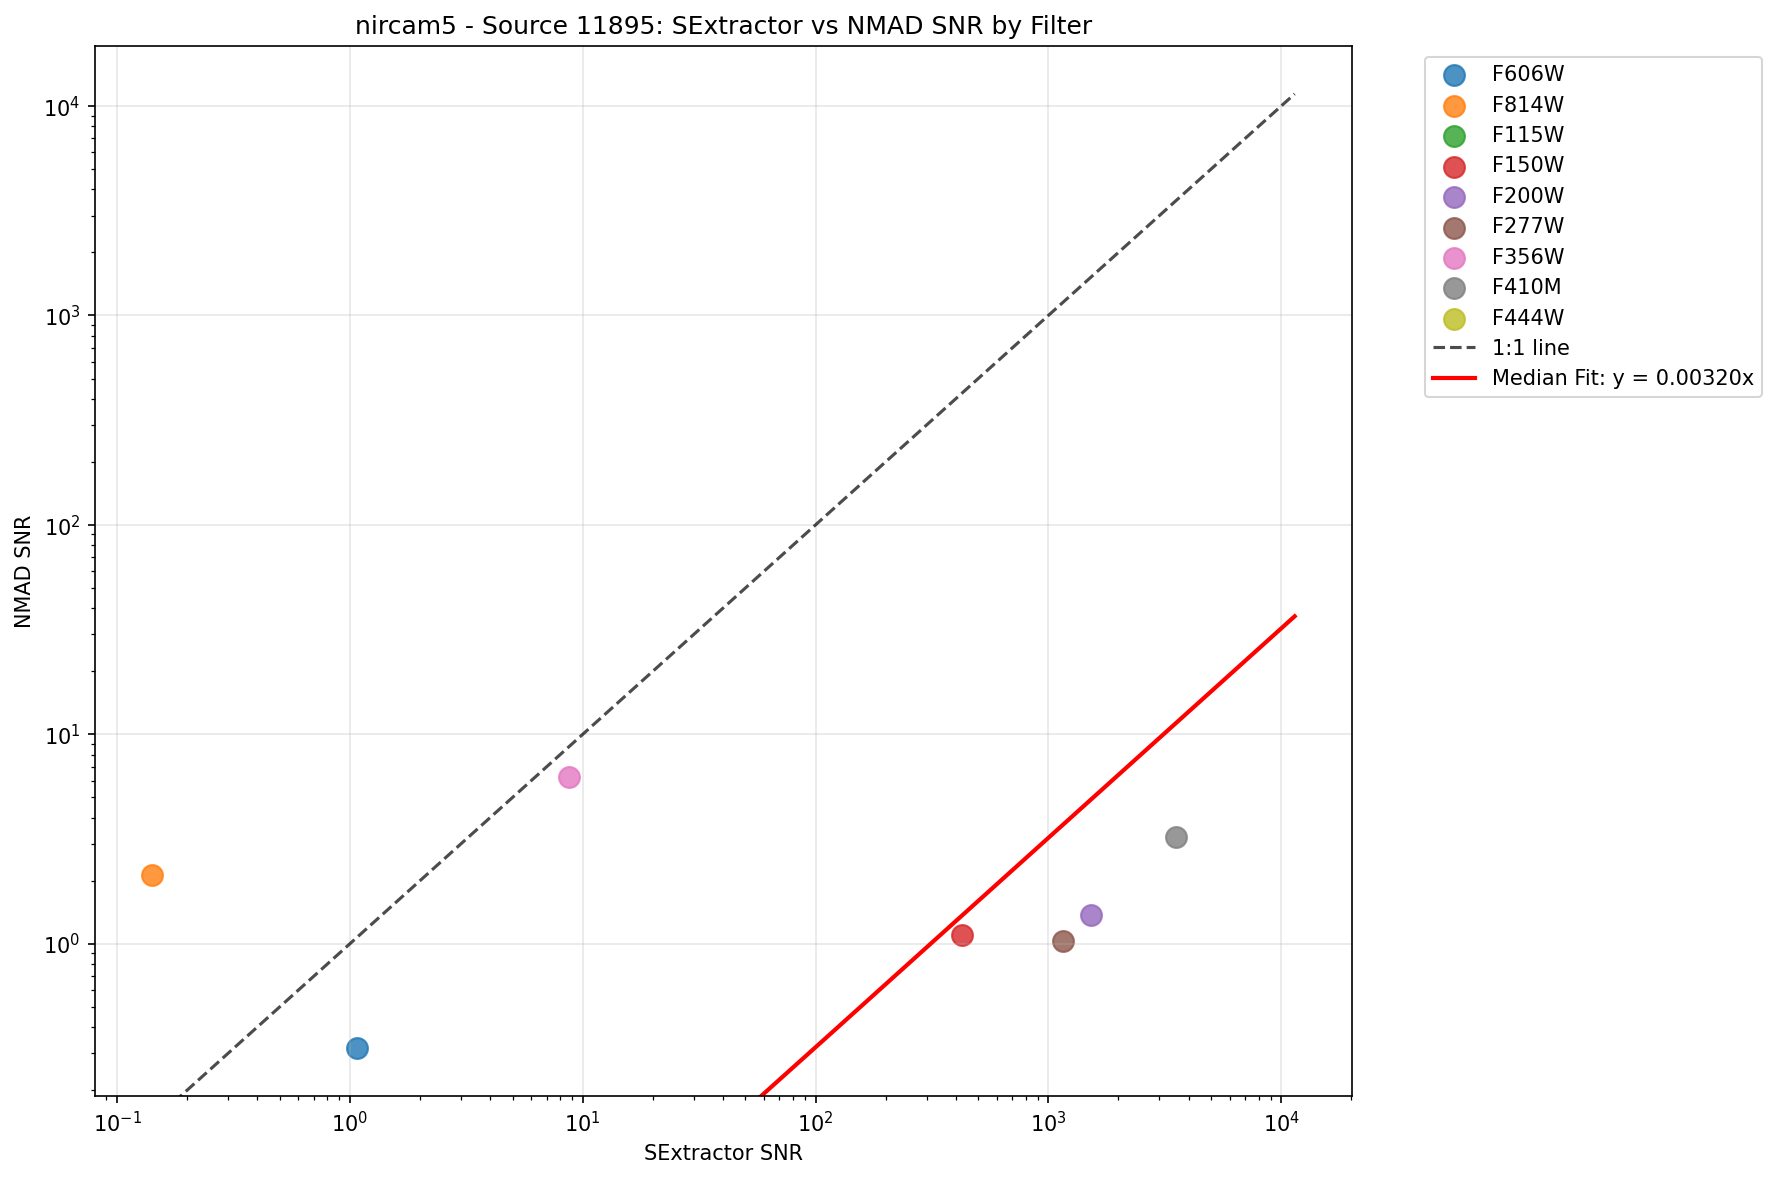 nircam5 - Source 11895: SExtractor vs NMAD SNR by Filter
F606W
F814W
F115W
F150W
F200W
F277W
F356W
F410M
F444W
1:1 line
Median Fit: y = 0.00320x
NMAD SNR
10⁴
10³
10²
10¹
10⁰
10⁻¹ 10⁰ 10¹ 10² 10³ 10⁴
SExtractor SNR